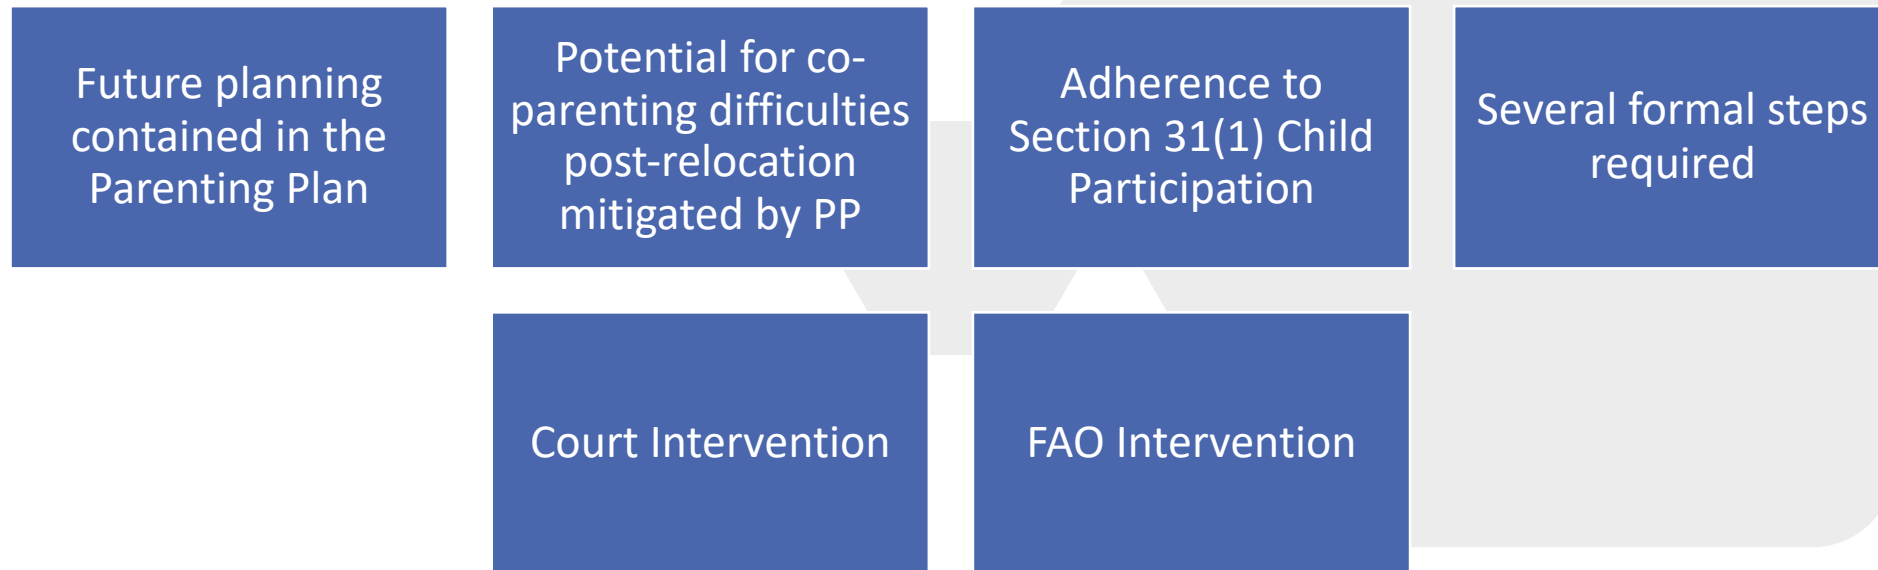 Future planning
contained in the
Parenting Plan
Potential for co-
parenting difficulties
post-relocation
mitigated by PP
Adherence to
Section 31(1) Child
Participation
Several formal steps
required
Court Intervention
FAO Intervention